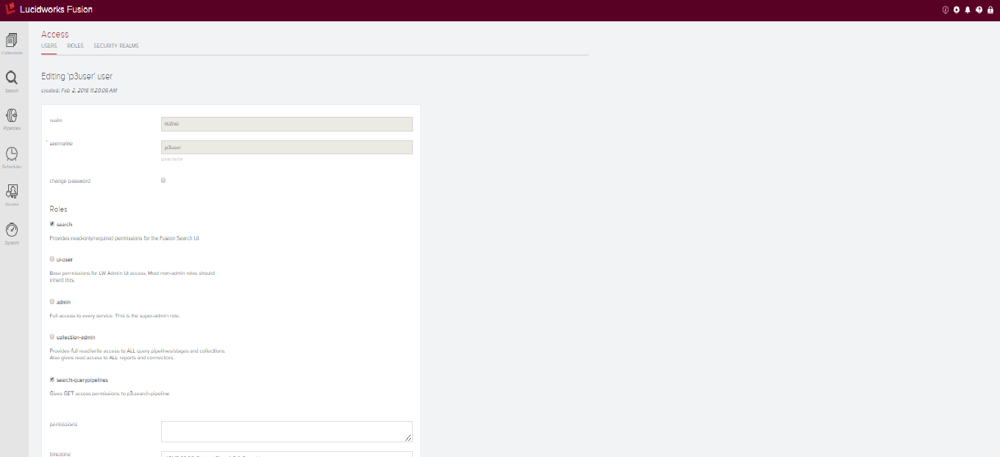 Lucidworks Fusion
Access
USERS ROLES SECURITY REALMS
Collections
Search
Pipelines
Scheduler
Access
System
Editing 'p3user' user
created: Feb 2, 2016 11:29:06 AM
realm
native
* username
p3user
Username
change password
Roles
search
Provides read-only/required permissions for the Fusion Search UI.
ui-user
Base permissions for LW Admin UI access. Most non-admin roles should
inherit this.
admin
Full access to every service. This is the super-admin role.
collection-admin
Provides full read/write access to ALL query pipelines/stages and collections.
Also gives read access to ALL reports and connectors.
search-querypipelines
Gives GET access permissions to p3-search-pipeline
permissions
timezone